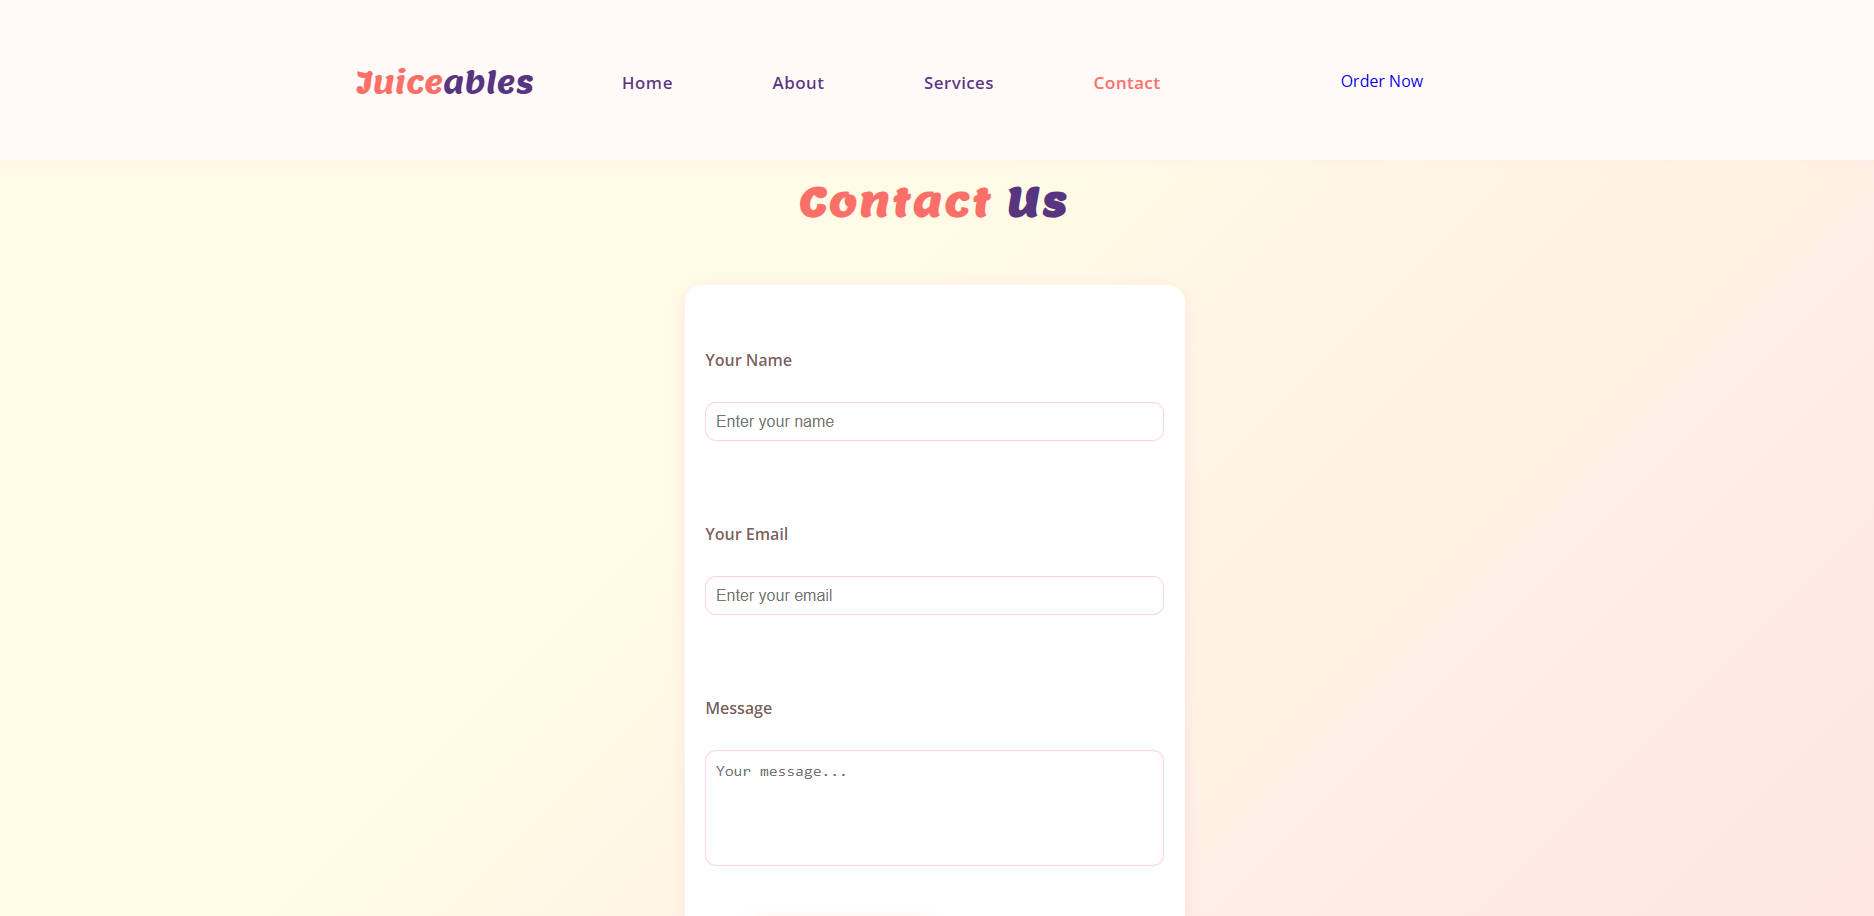 Juiceables Home About Services Contact Order Now
Contact Us
Your Name
Enter your name
Your Email
Enter your email
Message
Your message...